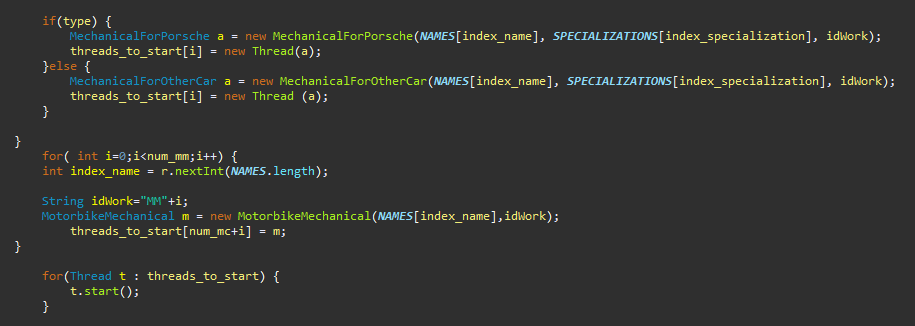 if(type) {
MechanicalForPorsche a = new MechanicalForPorsche(NAMES[index_name], SPECIALIZATIONS[index_specialization], idWork);
threads_to_start[i] = new Thread(a);
}else {
MechanicalForOtherCar a = new MechanicalForOtherCar(NAMES[index_name], SPECIALIZATIONS[index_specialization], idWork);
threads_to_start[i] = new Thread (a);
}
}
for( int i=0;i<num_mm;i++) {
int index_name = r.nextInt(NAMES.length);
String idWork="MM"+i;
MotorbikeMechanical m = new MotorbikeMechanical(NAMES[index_name],idWork);
threads_to_start[num_mc+i] = m;
}
for(Thread t : threads_to_start) {
t.start();
}